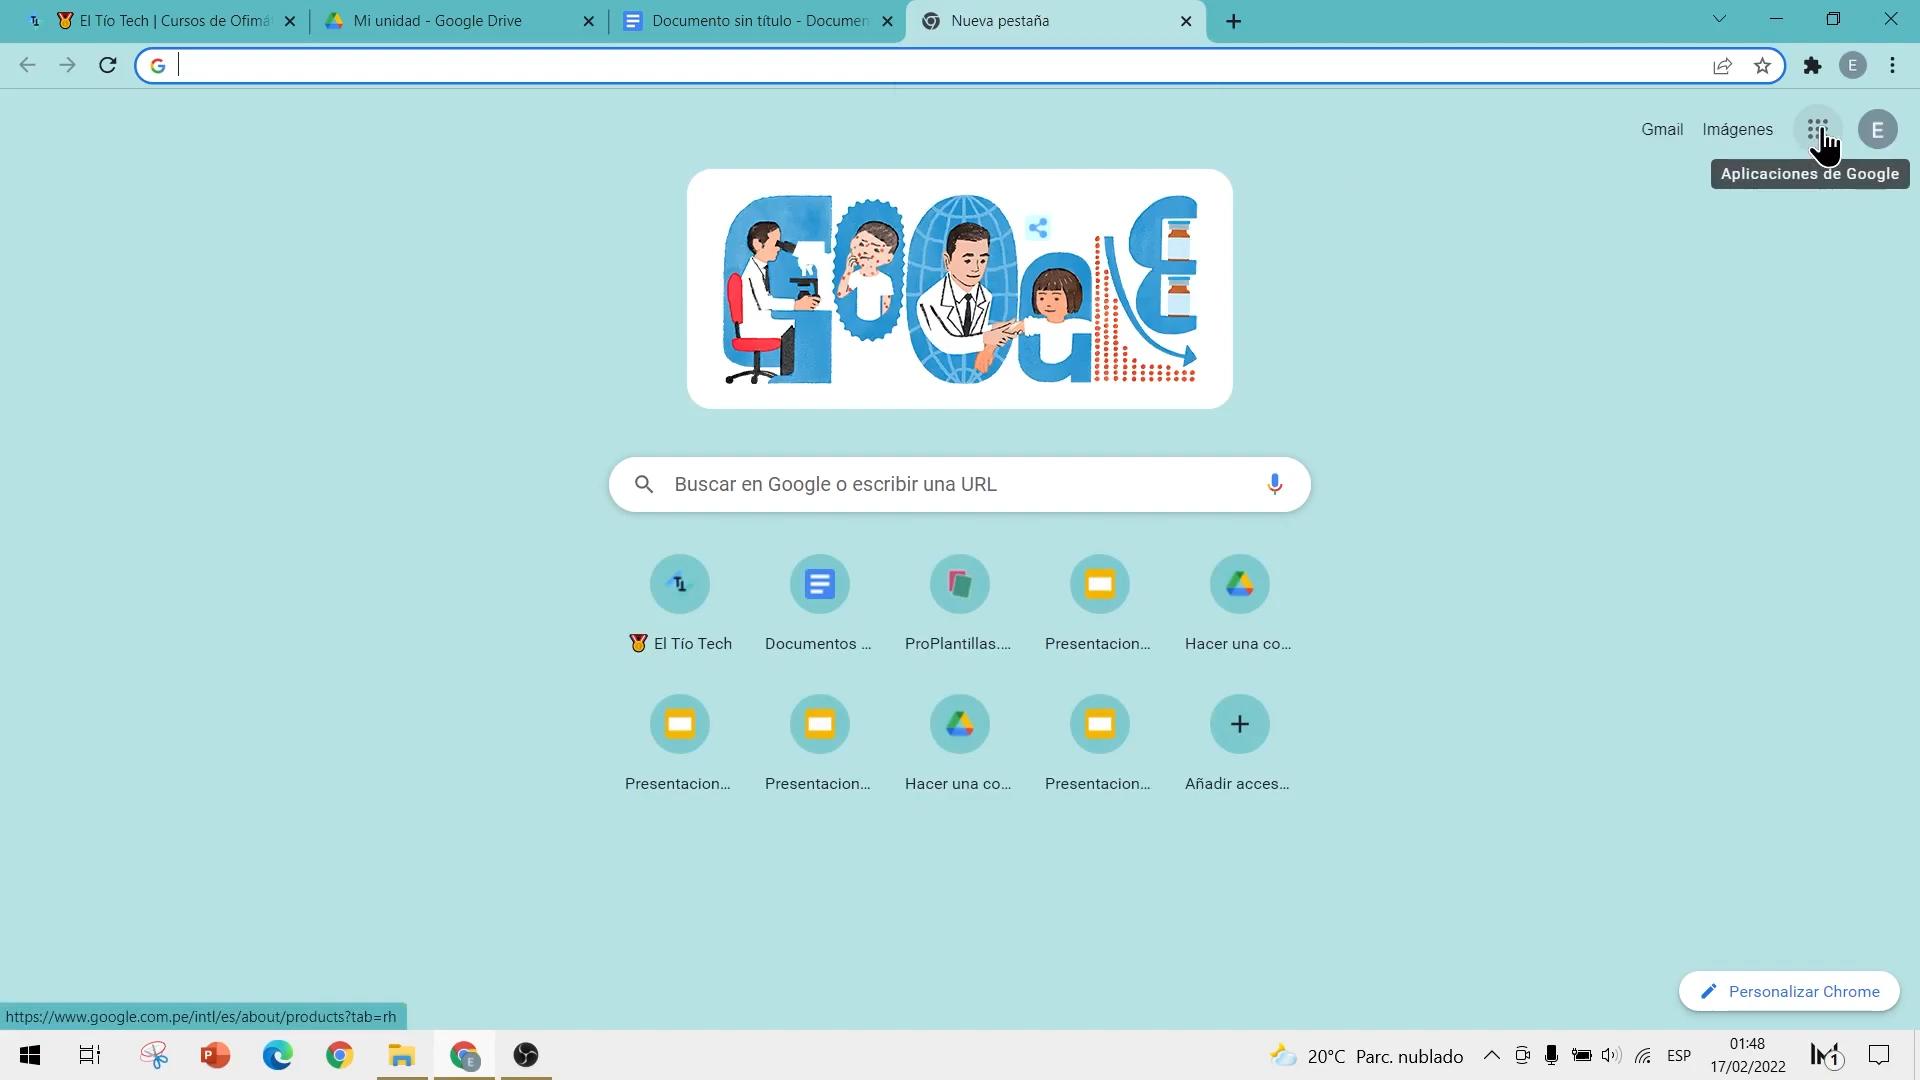 El Tío Tech | Cursos de Ofimá
Mi unidad - Google Drive
Documento sin título - Documen
Nueva pestaña
E
Gmail
Imágenes
E
Aplicaciones de Google
Buscar en Google o escribir una URL
El Tío Tech
Documentos ...
ProPlantillas....
Presentacion...
Hacer una co...
Presentacion...
Presentacion...
Hacer una co...
Presentacion...
Añadir acces...
Personalizar Chrome
https://www.google.com.pe/intl/es/about/products?tab=rh
20°C Parc. nublado
ESP
01:48
17/02/2022
1